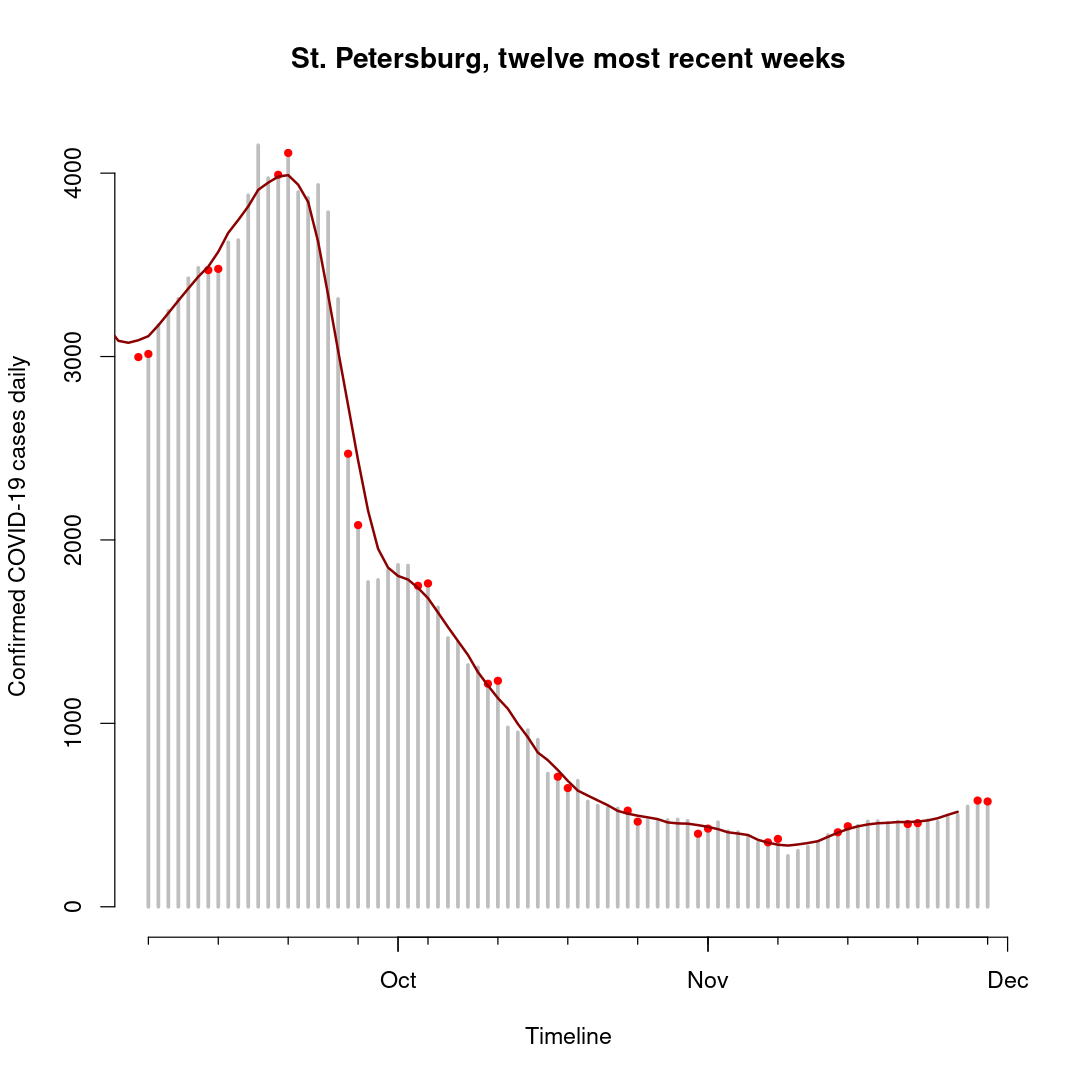 St. Petersburg, twelve most recent weeks
Confirmed COVID-19 cases daily
4000
3000
2000
1000
0
Oct
Nov
Dec
Timeline